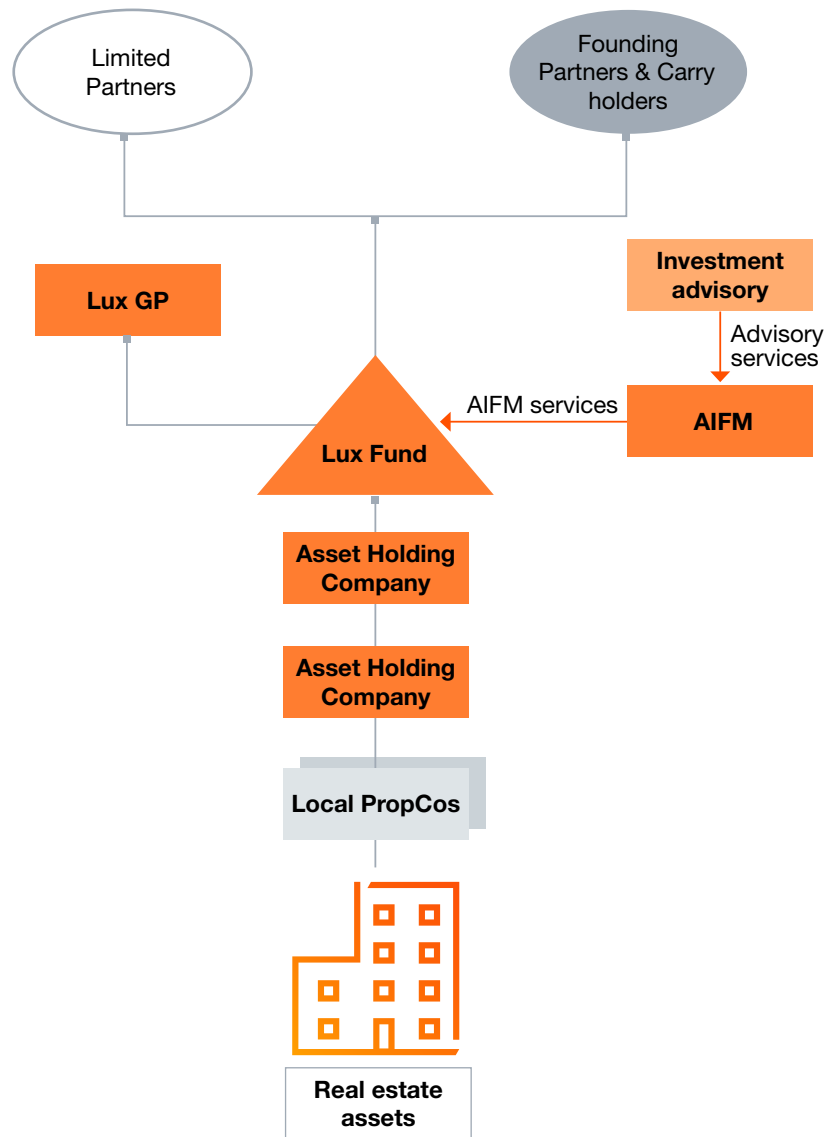 Limited
Partners
Founding
Partners & Carry
holders
Lux GP
Investment
advisory
Advisory
services
AIFM services
AIFM
Lux Fund
Asset Holding
Company
Asset Holding
Company
Local PropCos
Real estate
assets